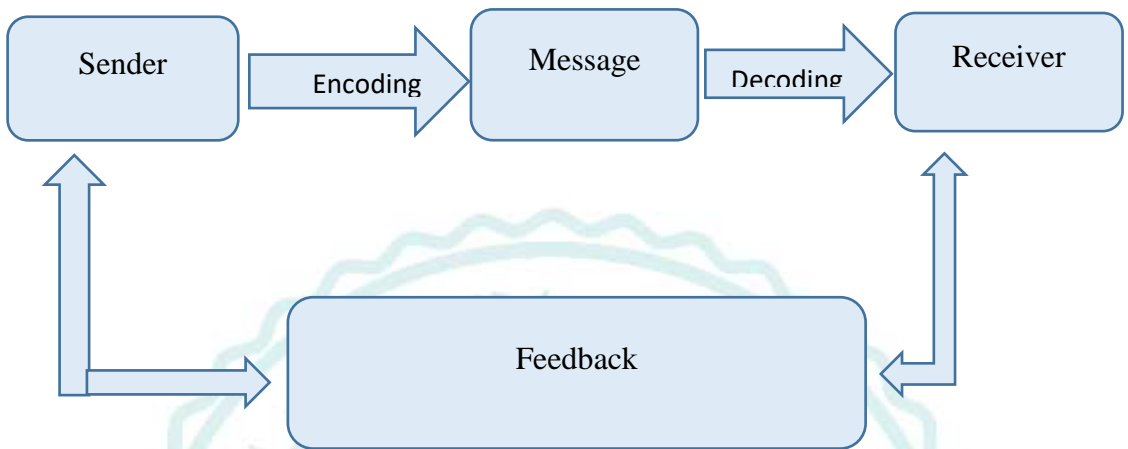 Sender
Encoding
Message
Decoding
Receiver
Feedback